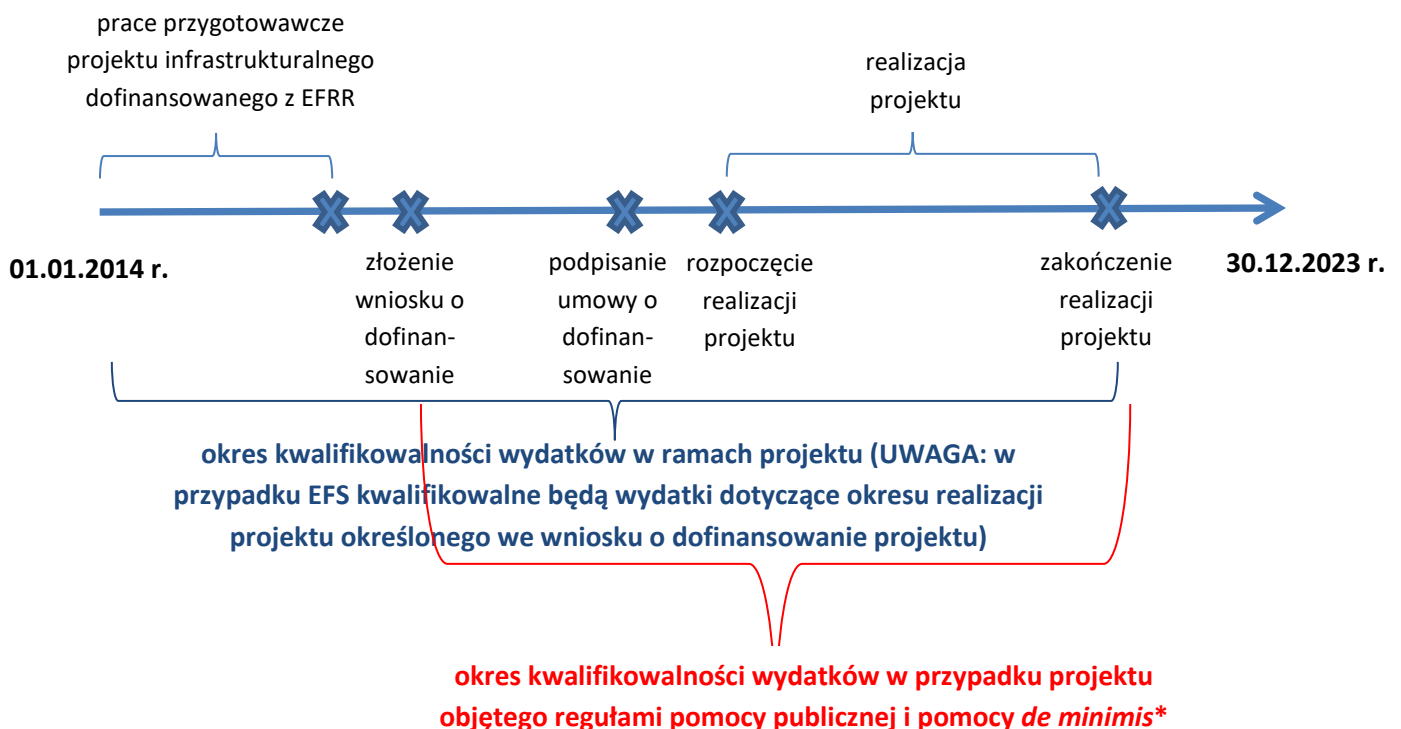 prace przygotowawcze
projektu infrastrukturalnego
dofinansowanego z EFRR
realizacja
projektu
01.01.2014 r.
złożenie
wniosku o
dofinan-
sowanie
podpisanie
umowy o
dofinan-
sowanie
rozpoczęcie
realizacji
projektu
zakończenie
realizacji
projektu
30.12.2023 r.
okres kwalifikowalności wydatków w ramach projektu (UWAGA: w
przypadku EFS kwalifikowalne będą wydatki dotyczące okresu realizacji
projektu określonego we wniosku o dofinansowanie projektu)
okres kwalifikowalności wydatków w przypadku projektu
objętego regułami pomocy publicznej i pomocy de minimis*